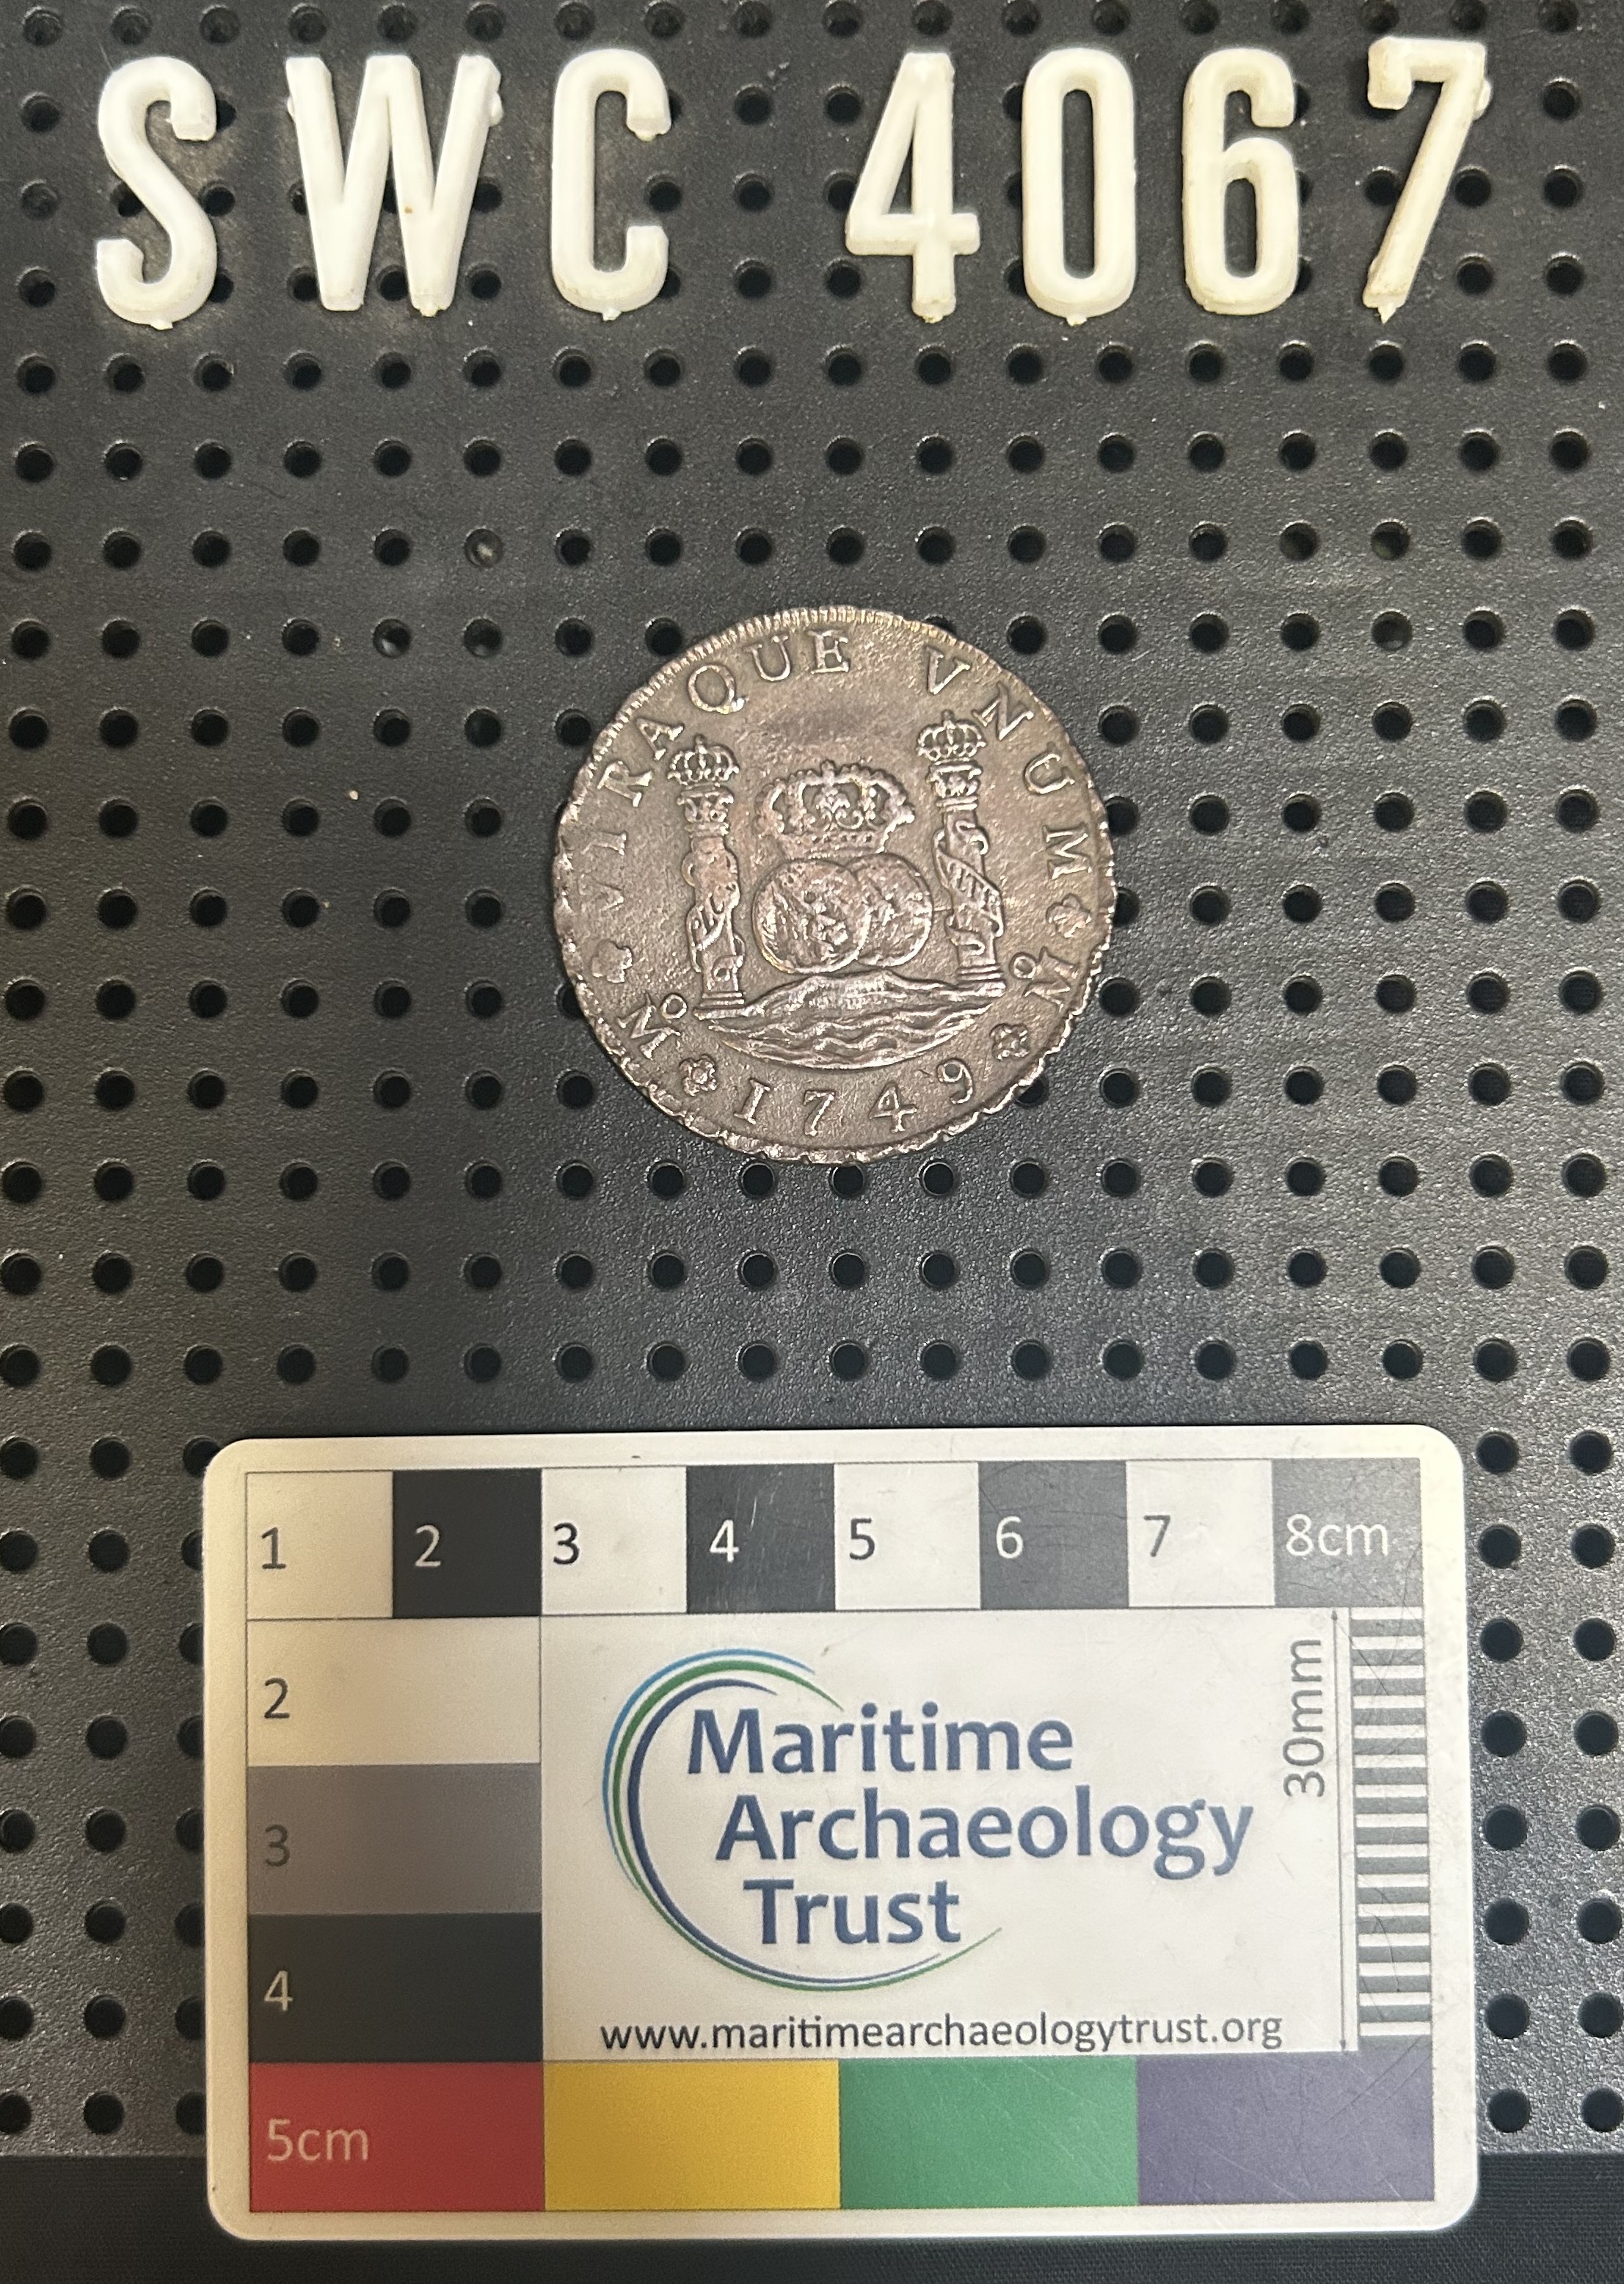 SWC 4067
VTRAQUE VNUM M 1749 M
1 2 3 4 5 6 7 8cm
2
3
4
5cm
30mm
Maritime
Archaeology
Trust
www.maritimearchaeologytrust.org